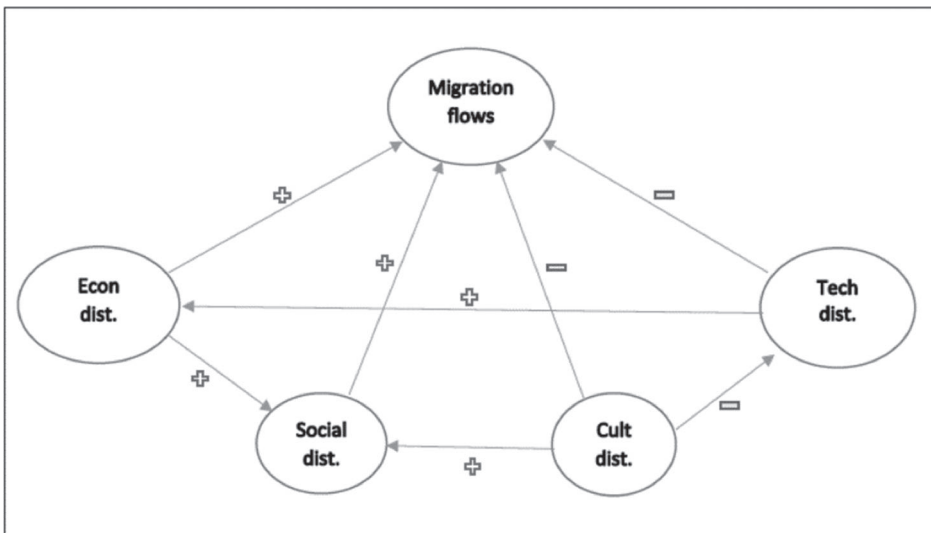 Migration
flows
+
−
+
−
Econ
dist.
+
Tech
dist.
+
−
Social
dist.
+
Cult
dist.